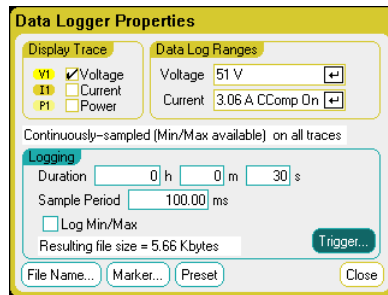 Data Logger Properties
Display Trace
V1 Voltage
I1 Current
P1 Power
Data Log Ranges
Voltage 51 V
Current 3.06 A CComp On
Continuously-sampled (Min/Max available) on all traces
Logging
Duration 0 h 0 m 30 s
Sample Period 100.00 ms
Log Min/Max
Resulting file size = 5.66 Kbytes
Trigger...
File Name... Marker... Preset Close